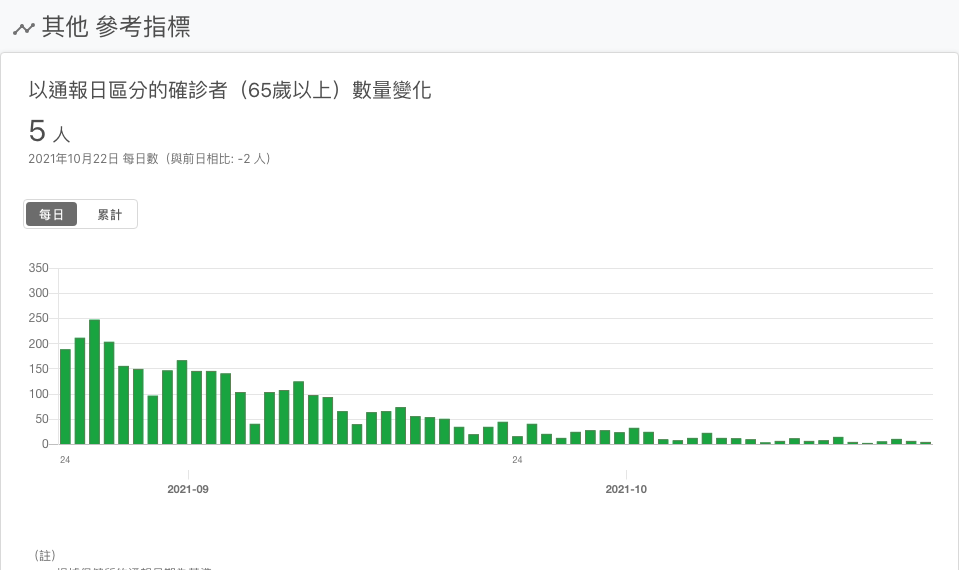 其他 參考指標
以通報日區分的確診者（65歲以上）數量變化
5 人
2021年10月22日 每日數（與前日相比: -2 人）
每日 累計
350
300
250
200
150
100
50
0
24 24
2021-09 2021-10
（註）